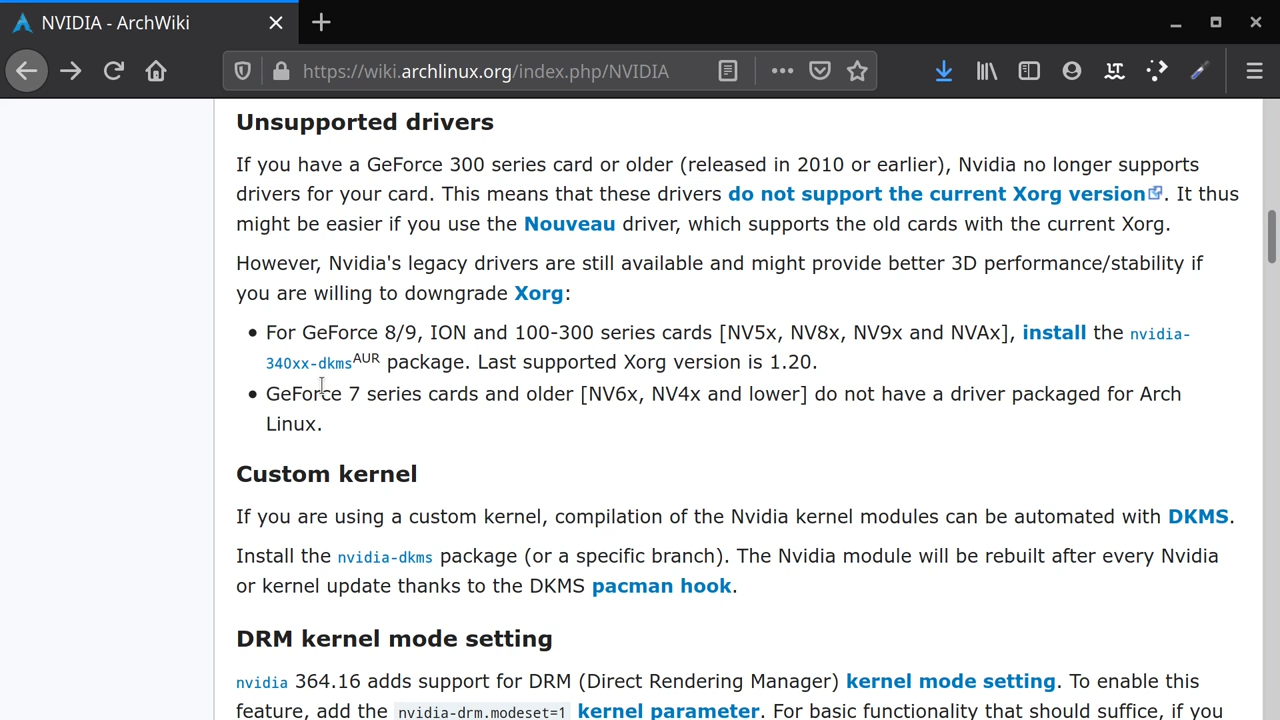 NVIDIA - ArchWiki
https://wiki.archlinux.org/index.php/NVIDIA
Unsupported drivers
If you have a GeForce 300 series card or older (released in 2010 or earlier), Nvidia no longer supports
drivers for your card. This means that these drivers do not support the current Xorg version. It thus
might be easier if you use the Nouveau driver, which supports the old cards with the current Xorg.
However, Nvidia's legacy drivers are still available and might provide better 3D performance/stability if
you are willing to downgrade Xorg:
• For GeForce 8/9, ION and 100-300 series cards [NV5x, NV8x, NV9x and NVAx], install the nvidia-
340xx-dkmsAUR package. Last supported Xorg version is 1.20.
• GeForce 7 series cards and older [NV6x, NV4x and lower] do not have a driver packaged for Arch
Linux.
Custom kernel
If you are using a custom kernel, compilation of the Nvidia kernel modules can be automated with DKMS.
Install the nvidia-dkms package (or a specific branch). The Nvidia module will be rebuilt after every Nvidia
or kernel update thanks to the DKMS pacman hook.
DRM kernel mode setting
nvidia 364.16 adds support for DRM (Direct Rendering Manager) kernel mode setting. To enable this
feature, add the nvidia-drm.modeset=1 kernel parameter. For basic functionality that should suffice, if you